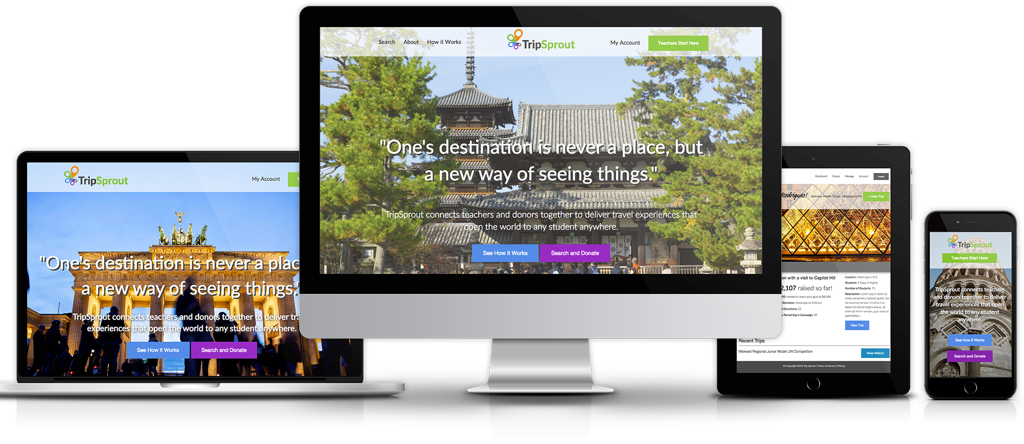 Search About How it Works TripSprout My Account Teachers Start Here
"One's destination is never a place, but
a new way of seeing things."
TripSprout connects teachers and donors together to deliver travel experiences that
open the world to any student anywhere.
See How it Works Search and Donate
TripSprout My Account
"One's destination is never a plac
a new way of seeing things."
TripSprout connects teachers and donors together to deliver trav
experiences that open the world to any student anywhere.
See How it Works Search and Donate
Dashboard Manage Account
+ New Trip
un with a visit to Capitol Hill
2,107 raised so far!
View Trip
Recent Trips
Midwest Regional Junior Model UN Competition
View History
TripSprout
Teachers Start Here
TripSprout connects teachers
and donors together to deliver
travel experiences that open
the world to any student
anywhere.
See How it Works
Search and Donate